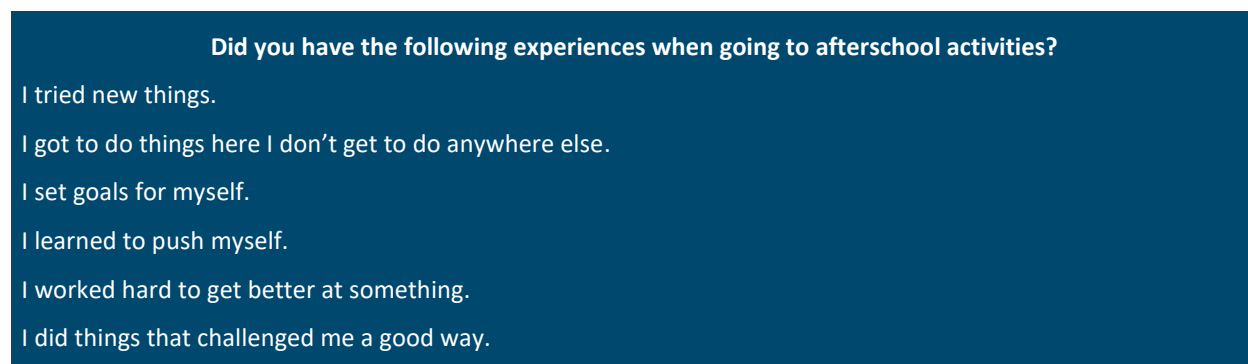 Did you have the following experiences when going to afterschool activities?
I tried new things.
I got to do things here I don’t get to do anywhere else.
I set goals for myself.
I learned to push myself.
I worked hard to get better at something.
I did things that challenged me a good way.